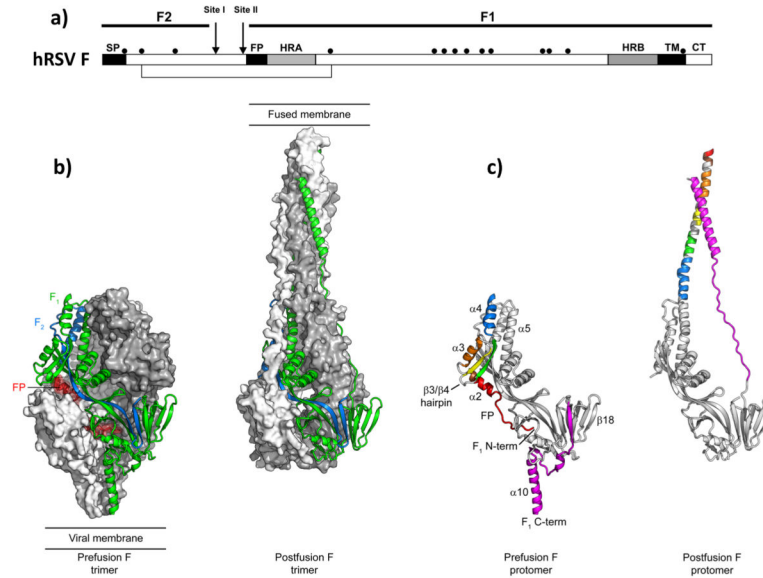 a)
F2
Site I
Site II
F1
hRSV F
SP
FP
HRA
HRB
TM
CT
Fused membrane
b)
c)
F1
F2
FP
α4
α5
α3
β3/β4
hairpin
α2
FP
β18
F1 N-term
α10
F1 C-term
Viral membrane
Prefusion F
trimer
Postfusion F
trimer
Prefusion F
protomer
Postfusion F
protomer